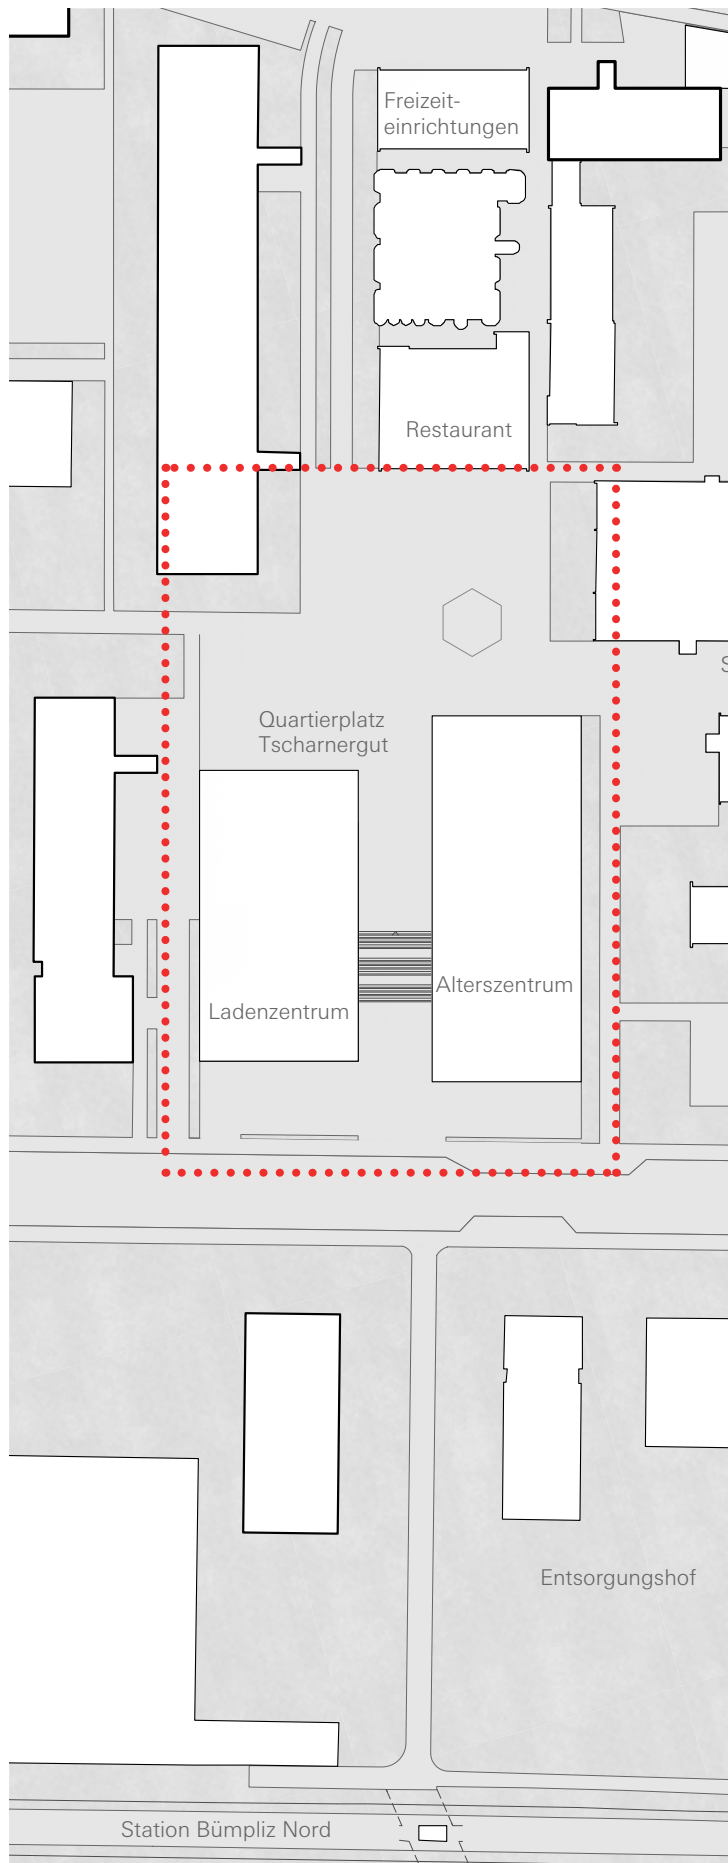 Freizeit-
einrichtungen
Restaurant
S
Quartierplatz
Tscharnergut
Alterszentrum
Ladenzentrum
Entsorgungshof
Station Bümpliz Nord